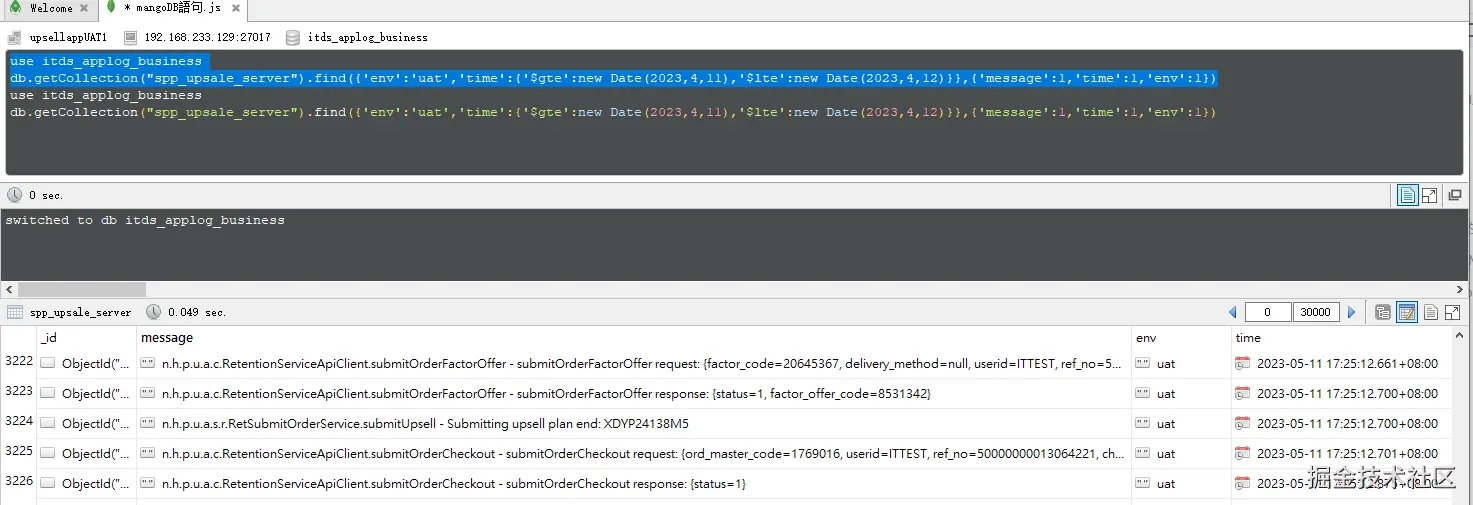 Welcome
* mangoDB語句.js
upsellappUAT1 192.168.233.129:27017 itds_applog_business
use itds_applog_business
db.getCollection("spp_upsale_server").find({'env':'uat','time':{'$gte':new Date(2023,4,11),'$lte':new Date(2023,4,12)}},{'message':1,'time':1,'env':1})
use itds_applog_business
db.getCollection("spp_upsale_server").find({'env':'uat','time':{'$gte':new Date(2023,4,11),'$lte':new Date(2023,4,12)}},{'message':1,'time':1,'env':1})
0 sec.
switched to db itds_applog_business
spp_upsale_server 0.049 sec. 0 30000
_id message env time
3222 ObjectId("... n.h.p.u.a.c.RetentionServiceApiClient.submitOrderFactorOffer - submitOrderFactorOffer request: {factor_code=20645367, delivery_method=null, userid=ITTEST, ref_no=5... uat 2023-05-11 17:25:12.661+08:00
3223 ObjectId("... n.h.p.u.a.c.RetentionServiceApiClient.submitOrderFactorOffer - submitOrderFactorOffer response: {status=1, factor_offer_code=8531342} uat 2023-05-11 17:25:12.700+08:00
3224 ObjectId("... n.h.p.u.a.s.r.RetSubmitOrderService.submitUpsell - Submitting upsell plan end: XDYP24138M5 uat 2023-05-11 17:25:12.700+08:00
3225 ObjectId("... n.h.p.u.a.c.RetentionServiceApiClient.submitOrderCheckout - submitOrderCheckout request: {ord_master_code=1769016, userid=ITTEST, ref_no=50000000013064221, ch... uat 2023-05-11 17:25:12.701+08:00
3226 ObjectId("... n.h.p.u.a.c.RetentionServiceApiClient.submitOrderCheckout - submitOrderCheckout response: {status=1} uat 2023-05-11 17:25:12.873+08:00
掘金技术社区